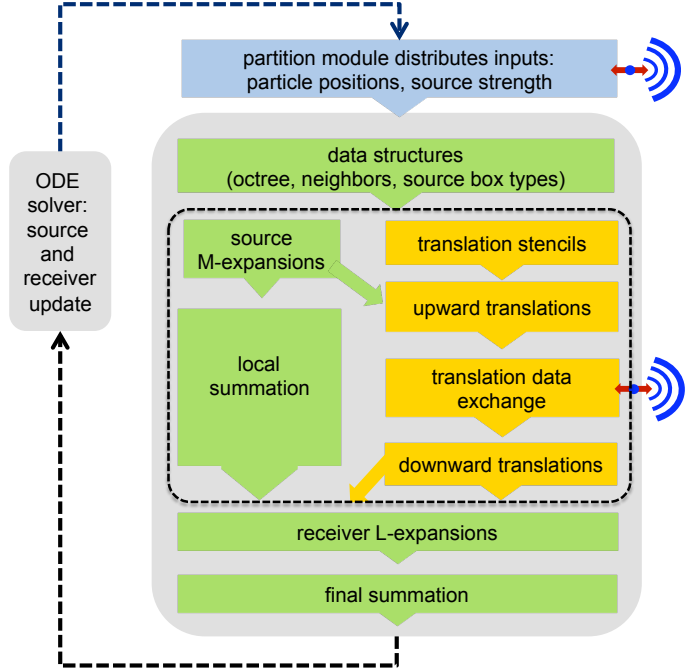 partition module distributes inputs:
particle positions, source strength
data structures
(octree, neighbors, source box types)
ODE
solver:
source
and
receiver
update
source
M-expansions
translation stencils
upward translations
local
summation
translation data
exchange
downward translations
receiver L-expansions
final summation